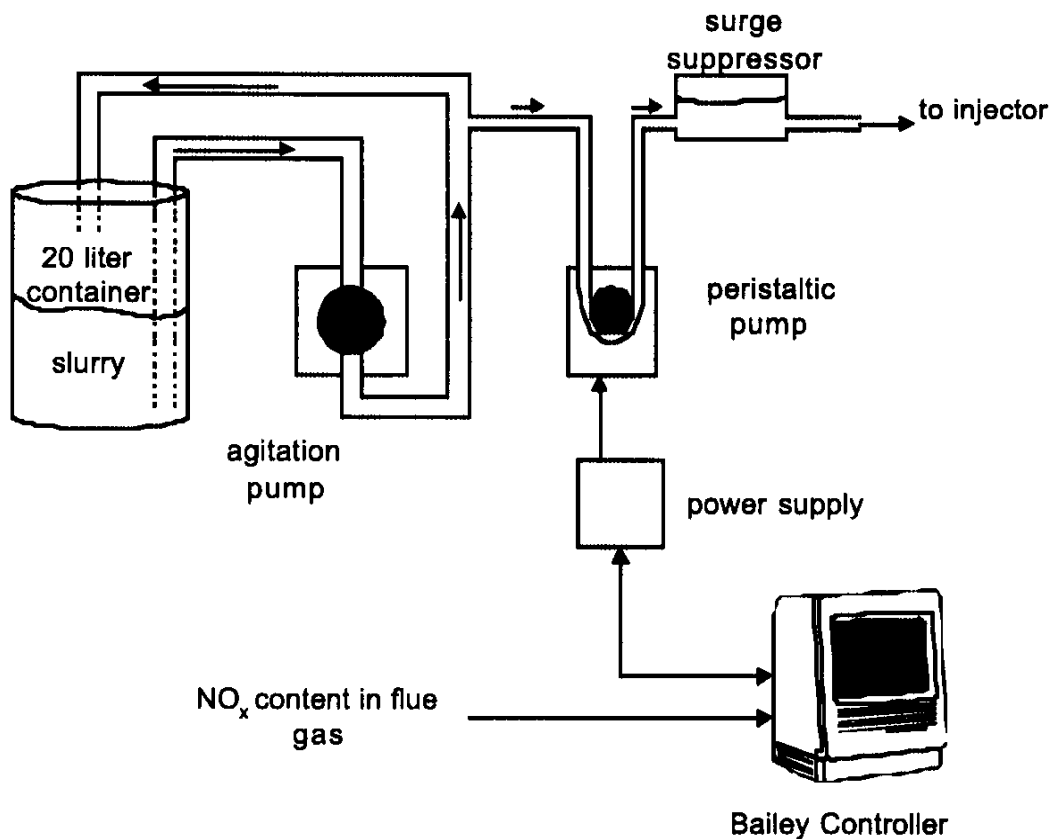 surge
suppressor
to injector
20 liter
container
slurry
peristaltic
pump
agitation
pump
power supply
NOₓ content in flue
gas
Bailey Controller